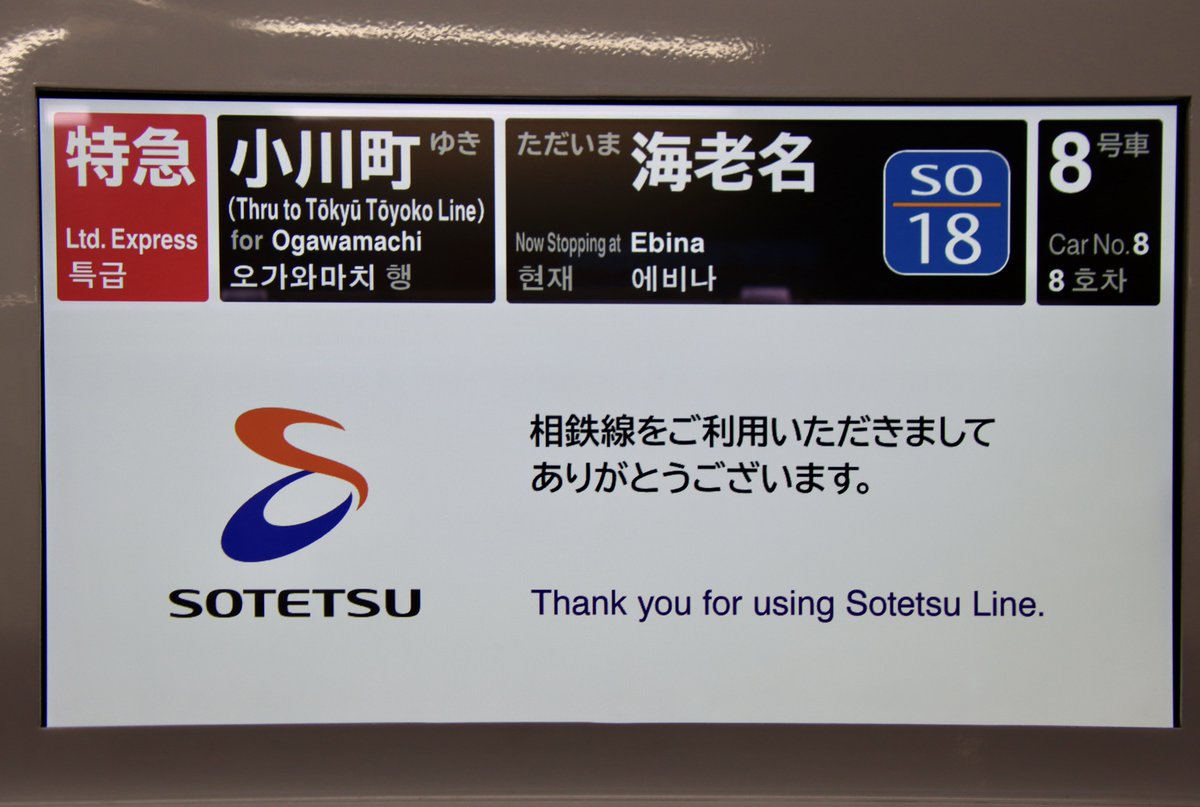 特急
Ltd. Express
특급
小川町 ゆき
(Thru to Tōkyū Tōyoko Line)
for Ogawamachi
오가와마치 행
ただいま 海老名
Now Stopping at Ebina
현재 에비나
SO
18
8 号車
Car No. 8
8 호차
相鉄線をご利用いただきまして
ありがとうございます。
SOTETSU
Thank you for using Sotetsu Line.